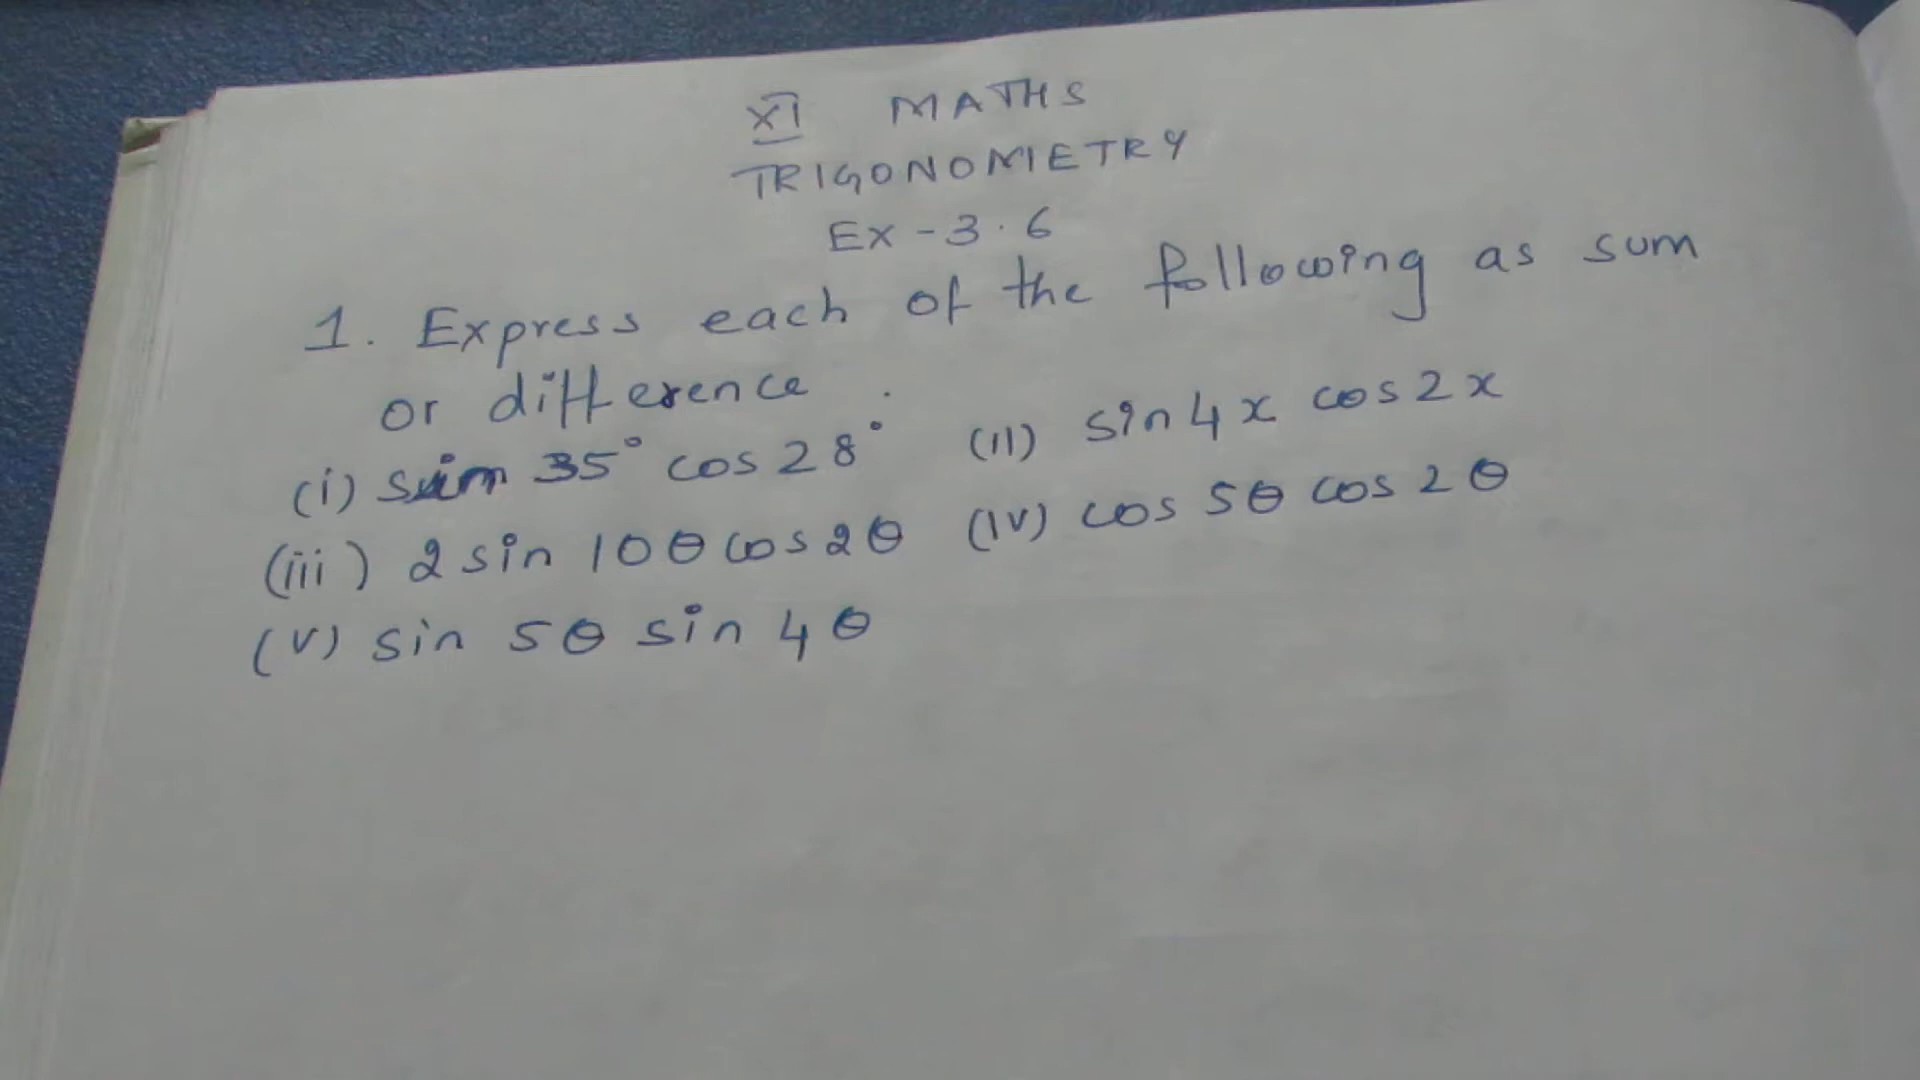 XI MATHS
TRIGONOMETRY
Ex - 3.6
1. Express each of the following as sum
or difference
(i) sin 35° cos 28° (ii) sin 4x cos 2x
(iii) 2 sin 10θ cos 2θ (iv) cos 5θ cos 2θ
(v) sin 5θ sin 4θ